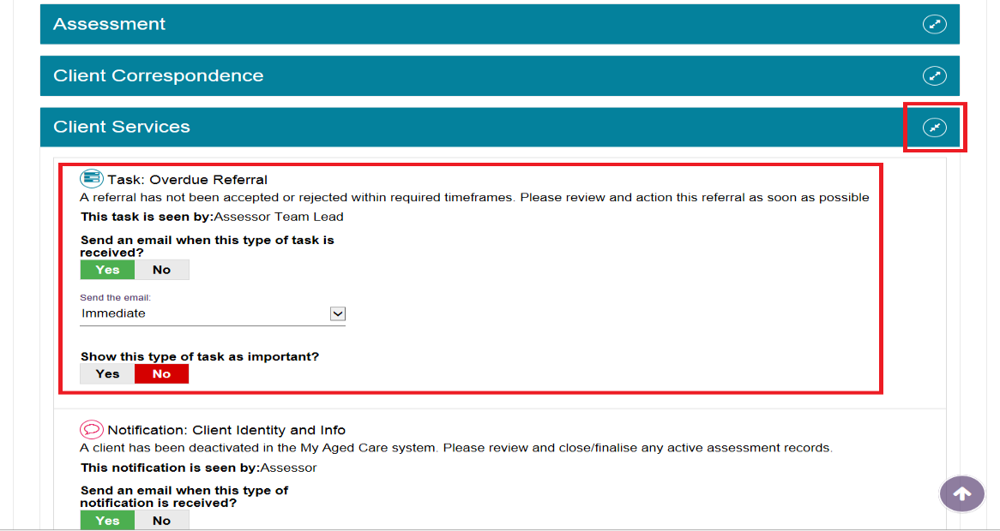 Assessment
Client Correspondence
Client Services
Task: Overdue Referral
A referral has not been accepted or rejected within required timeframes. Please review and action this referral as soon as possible
This task is seen by:Assessor Team Lead
Send an email when this type of task is
received?
Yes No
Send the email:
Immediate
Show this type of task as important?
Yes No
Notification: Client Identity and Info
A client has been deactivated in the My Aged Care system. Please review and close/finalise any active assessment records.
This notification is seen by:Assessor
Send an email when this type of
notification is received?
Yes No